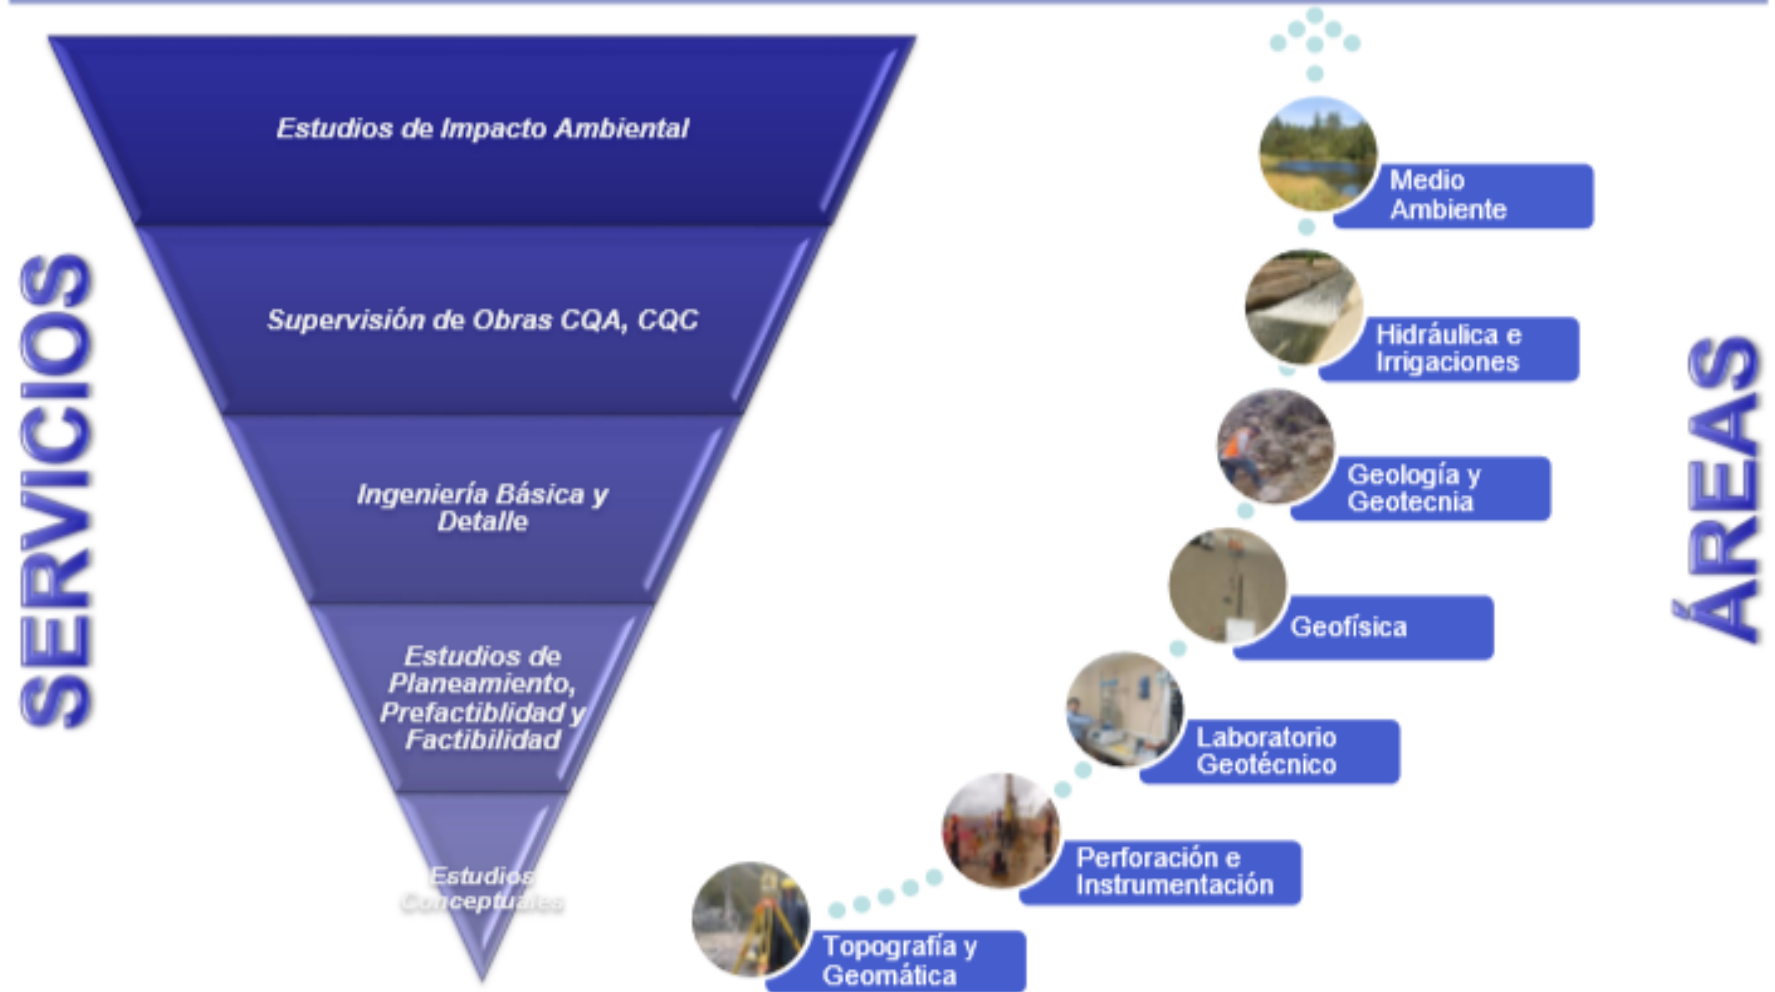 SERVICIOS
Estudios de Impacto Ambiental
Supervisión de Obras CQA, CQC
Ingeniería Básica y
Detalle
Estudios de
Planeamiento,
Prefactiblidad y
Factibilidad
Estudios
Conceptuales
Medio
Ambiente
Hidráulica e
Irrigaciones
Geología y
Geotecnia
Geofísica
Laboratorio
Geotécnico
Perforación e
Instrumentación
Topografía y
Geomática
ÁREAS